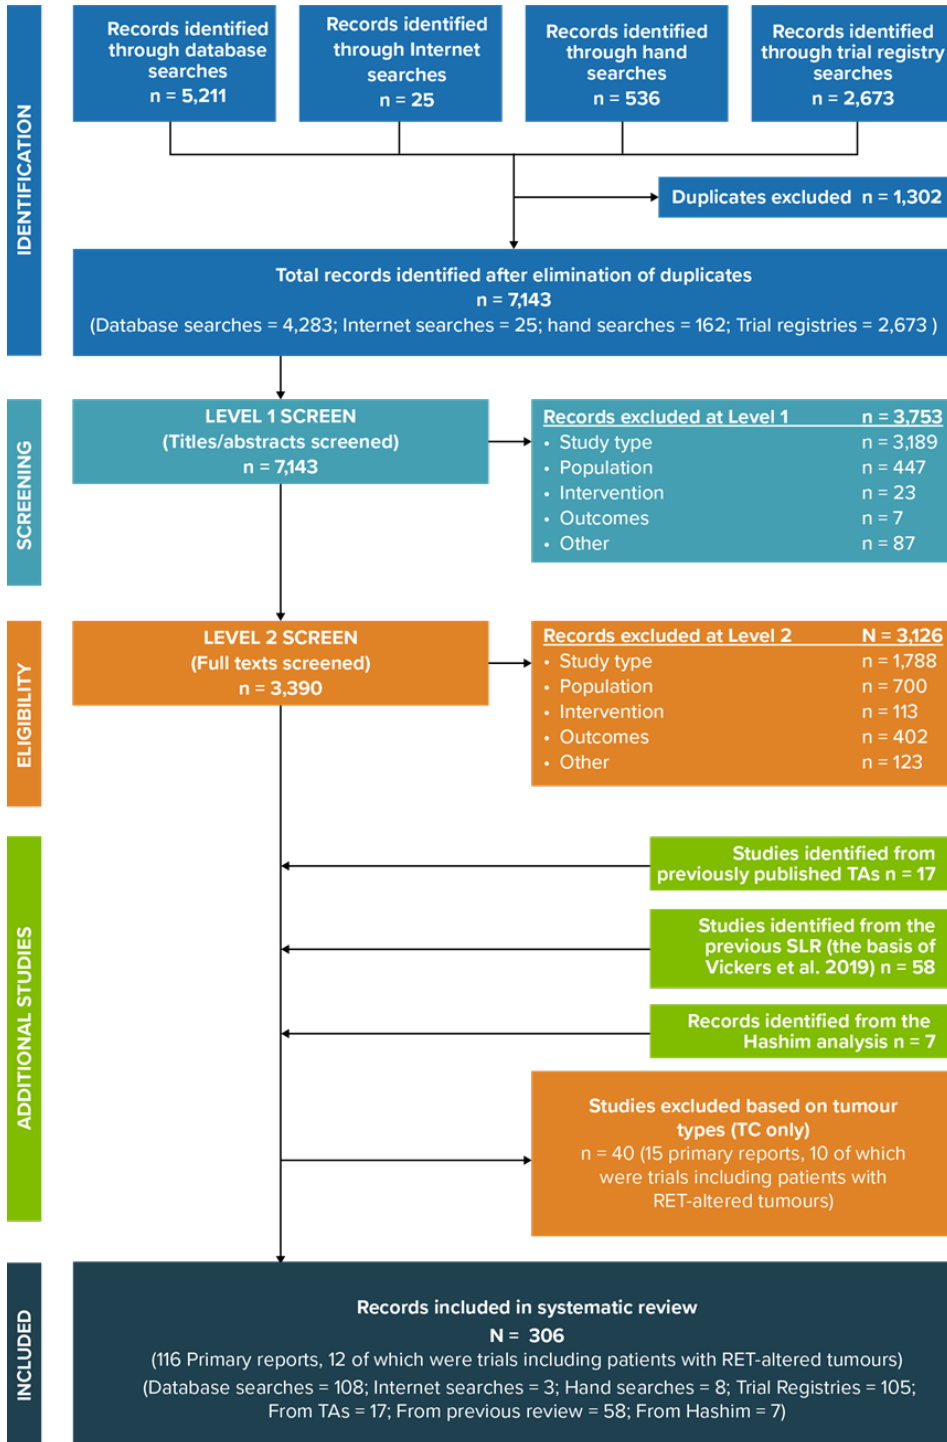 IDENTIFICATION
Records identified
through database
searches
n = 5,211
Records identified
through Internet
searches
n = 25
Records identified
through hand
searches
n = 536
Records identified
through trial registry
searches
n = 2,673
Duplicates excluded n = 1,302
Total records identified after elimination of duplicates
n = 7,143
(Database searches = 4,283; Internet searches = 25; hand searches = 162; Trial registries = 2,673 )
SCREENING
LEVEL 1 SCREEN
(Titles/abstracts screened)
n = 7,143
Records excluded at Level 1 n = 3,753
• Study type n = 3,189
• Population n = 447
• Intervention n = 23
• Outcomes n = 7
• Other n = 87
ELIGIBILITY
LEVEL 2 SCREEN
(Full texts screened)
n = 3,390
Records excluded at Level 2 N = 3,126
• Study type n = 1,788
• Population n = 700
• Intervention n = 113
• Outcomes n = 402
• Other n = 123
ADDITIONAL STUDIES
Studies identified from
previously published TAs n = 17
Studies identified from the
previous SLR (the basis of
Vickers et al. 2019) n = 58
Records identified from the
Hashim analysis n = 7
Studies excluded based on tumour
types (TC only)
n = 40 (15 primary reports, 10 of which
were trials including patients with
RET-altered tumours)
INCLUDED
Records included in systematic review
N = 306
(116 Primary reports, 12 of which were trials including patients with RET-altered tumours)
(Database searches = 108; Internet searches = 3; Hand searches = 8; Trial Registries = 105;
From TAs = 17; From previous review = 58; From Hashim = 7)